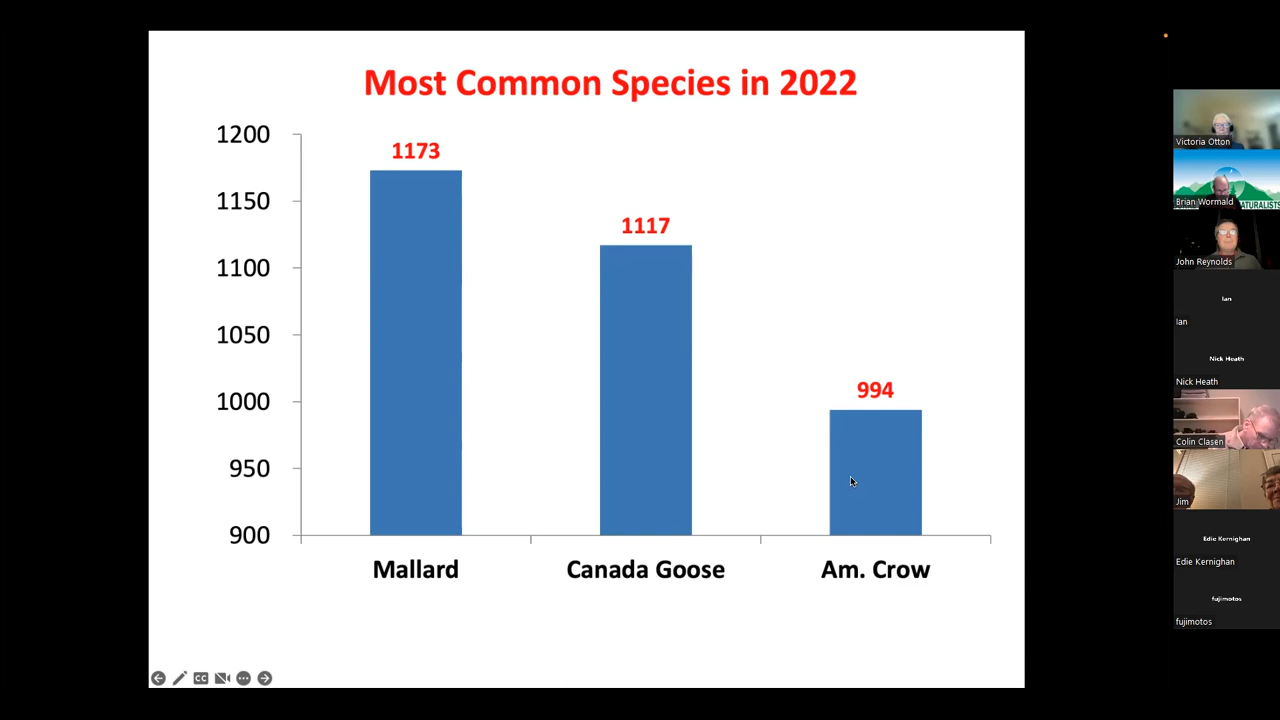 Most Common Species in 2022
1200
1150
1100
1050
1000
950
900
1173
1117
994
Mallard
Canada Goose
Am. Crow
CC
Victoria Otton
Brian Wormald
NATURALISTS
John Reynolds
Ian
Ian
Nick Heath
Nick Heath
Colin Clasen
Jim
Edie Kernighan
Edie Kernighan
fujimotos
fujimotos